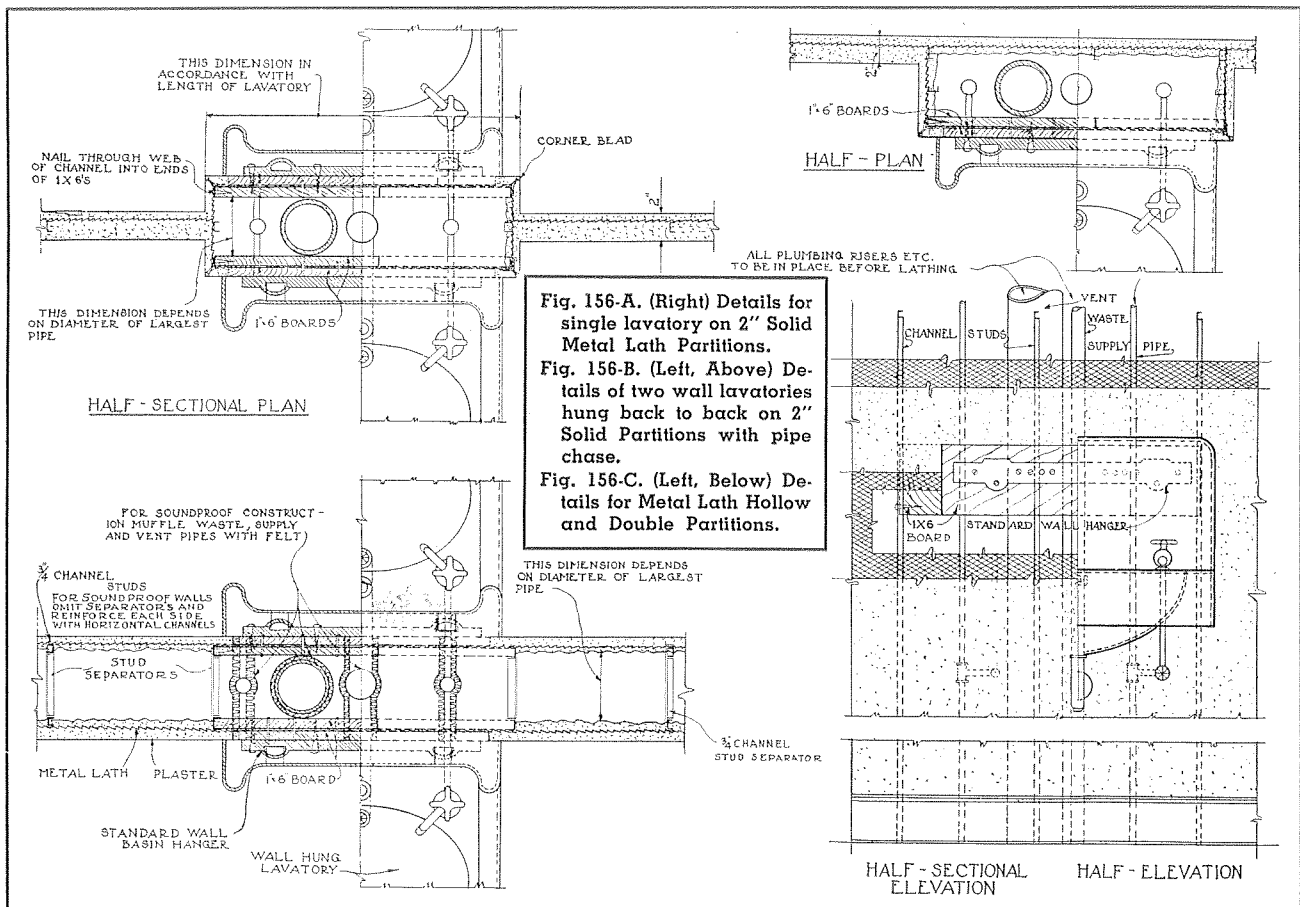 THIS DIMENSION IN
ACCORDANCE WITH
LENGTH OF LAVATORY
NAIL THROUGH WEB
OF CHANNEL INTO ENDS
OF 1X6'S
CORNER BEAD
2"
THIS DIMENSION DEPENDS
ON DIAMETER OF LARGEST
PIPE
1"x6" BOARDS
HALF-SECTIONAL PLAN
2"
1"x6" BOARDS
HALF-PLAN
ALL PLUMBING RISERS ETC.
TO BE IN PLACE BEFORE LATHING
VENT
WASTE
CHANNEL STUDS SUPPLY PIPE
1X6 STANDARD WALL HANGER
BOARD
HALF-SECTIONAL
ELEVATION
HALF-ELEVATION
Fig. 156-A. (Right) Details for
single lavatory on 2" Solid
Metal Lath Partitions.
Fig. 156-B. (Left, Above) De-
tails of two wall lavatories
hung back to back on 2"
Solid Partitions with pipe
chase.
Fig. 156-C. (Left, Below) De-
tails for Metal Lath Hollow
and Double Partitions.
FOR SOUNDPROOF CONSTRUCT-
ION MUFFLE WASTE, SUPPLY
AND VENT PIPES WITH FELT
THIS DIMENSION DEPENDS
ON DIAMETER OF LARGEST
PIPE
3/4" CHANNEL
STUDS
FOR SOUNDPROOF WALLS
OMIT SEPARATORS AND
REINFORCE EACH SIDE
WITH HORIZONTAL CHANNELS
STUD
SEPARATORS
METAL LATH
PLASTER
1"x6" BOARD
3/4" CHANNEL
STUD SEPARATOR
STANDARD WALL
BASIN HANGER
WALL HUNG
LAVATORY